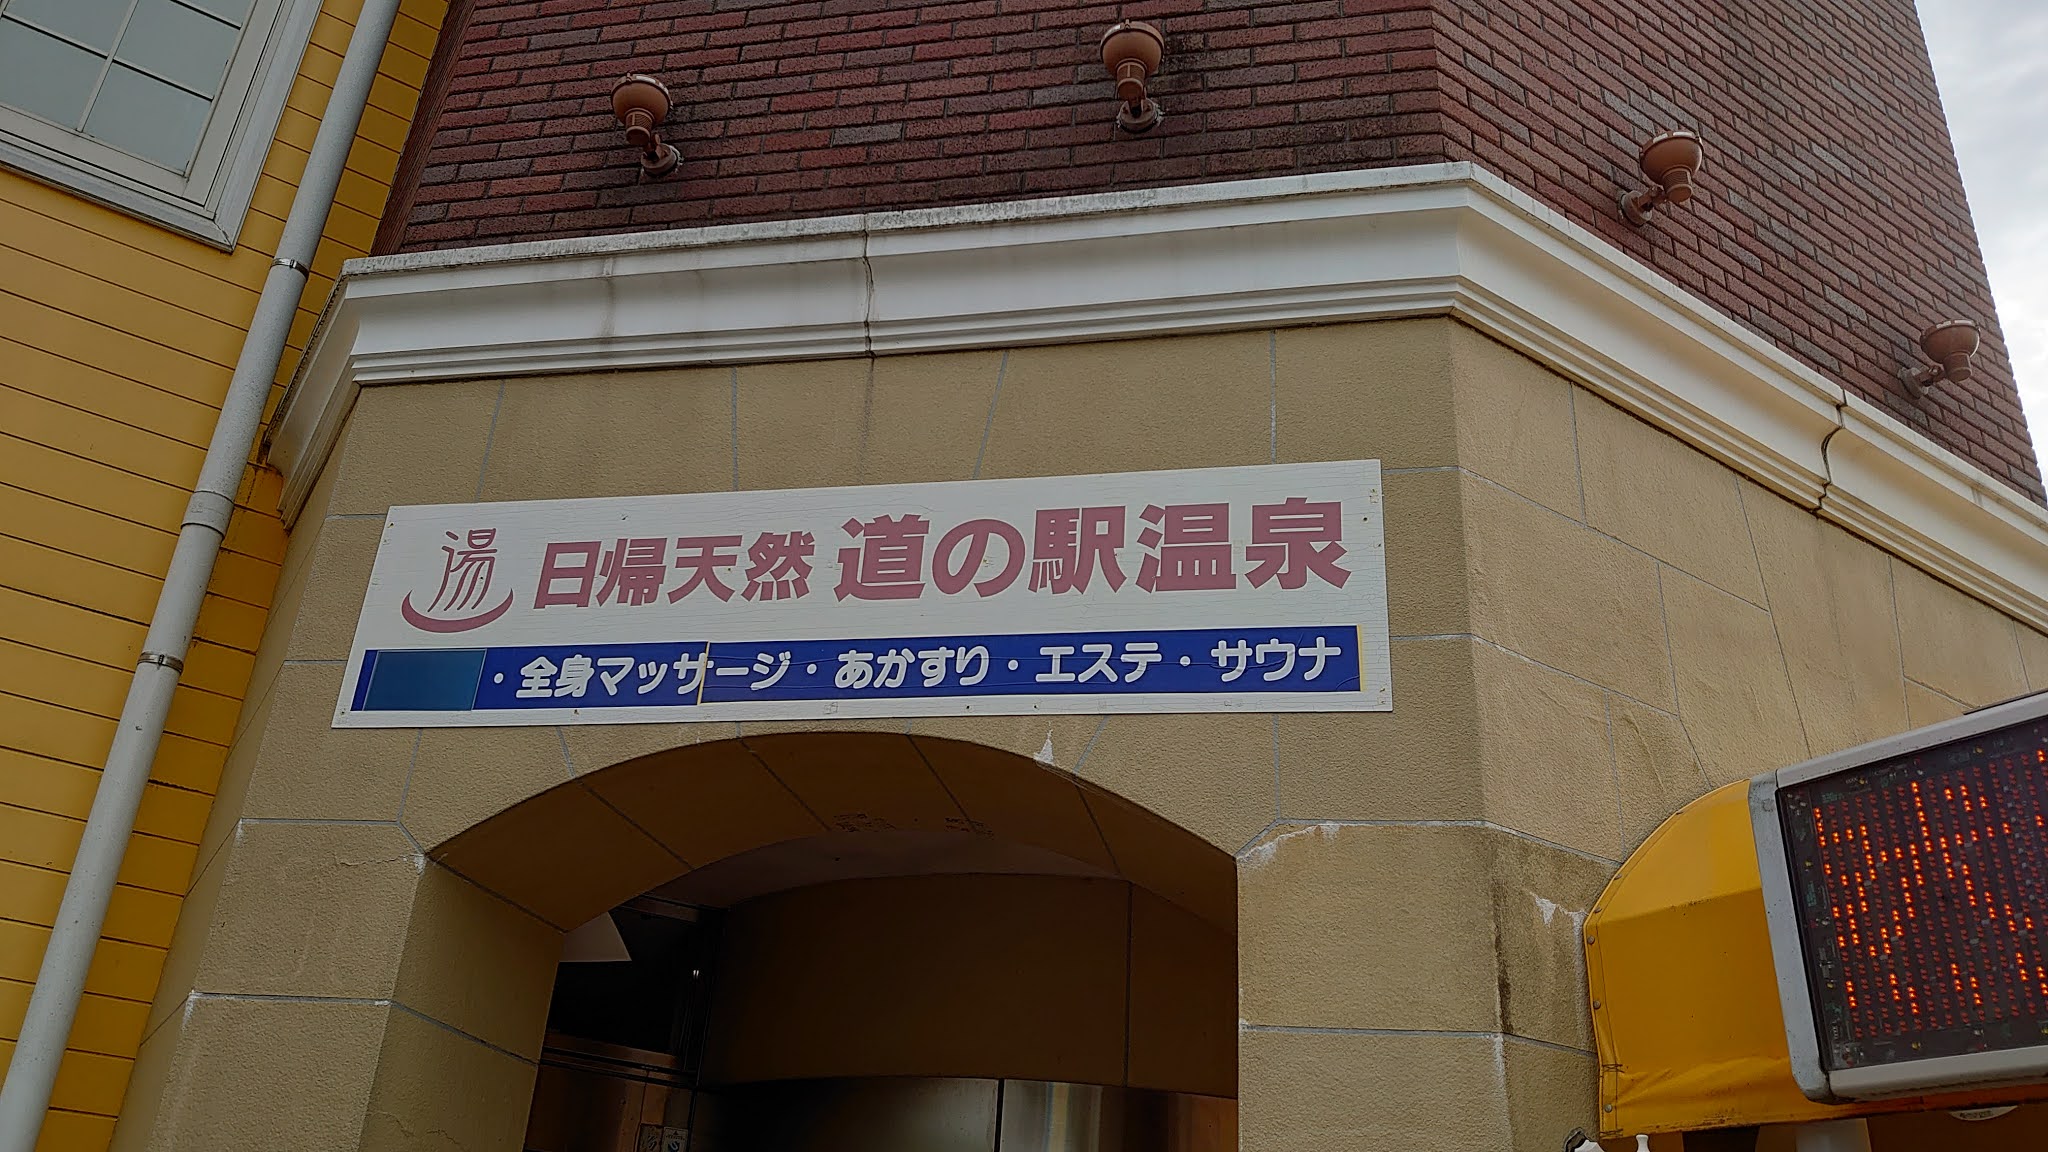 湯 日帰天然 道の駅温泉
・全身マッサージ・あかすり・エステ・サウナ